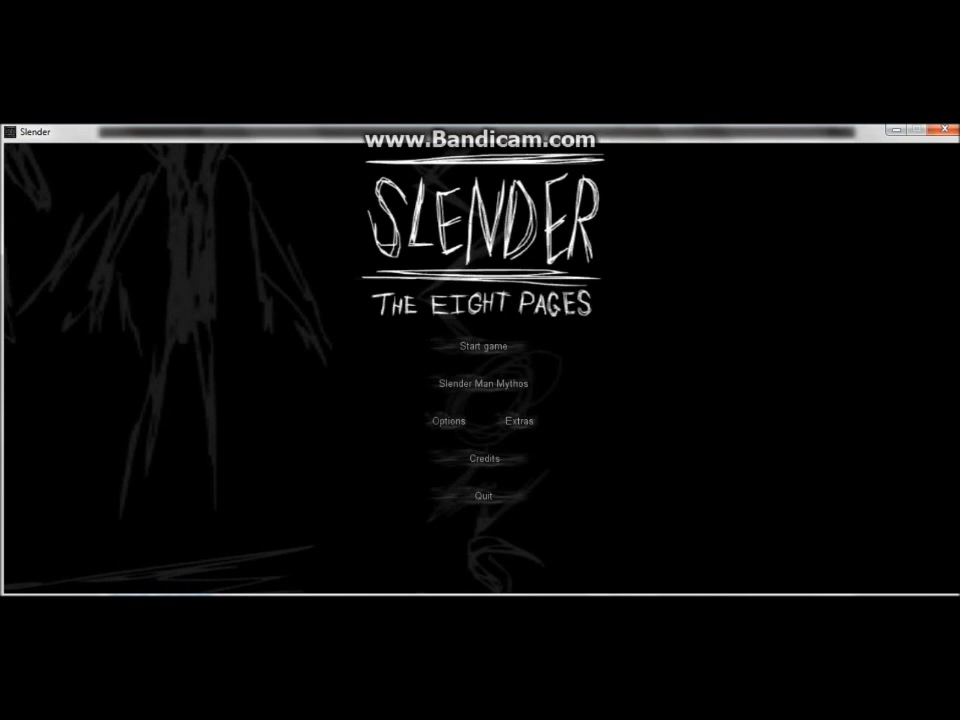 Slender
www.Bandicam.com
SLENDER
THE EIGHT PAGES
Start game
Slender Man Mythos
Options Extras
Credits
Quit